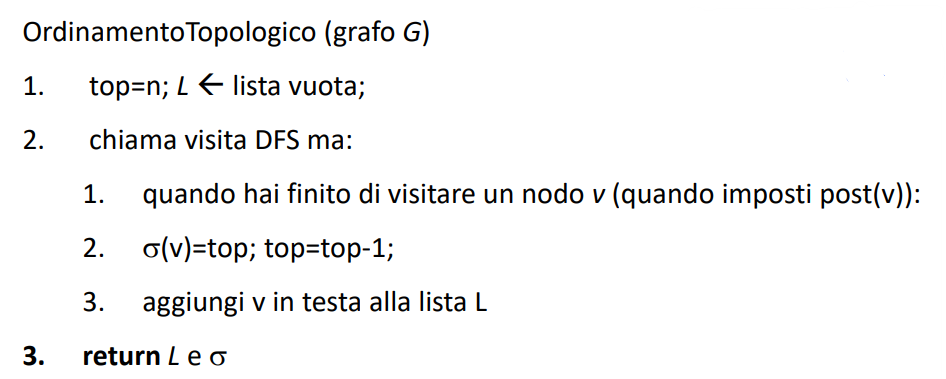 OrdinamentoTopologico (grafo G)
1. top=n; L ← lista vuota;
2. chiama visita DFS ma:
1. quando hai finito di visitare un nodo v (quando imposti post(v)):
2. σ(v)=top; top=top-1;
3. aggiungi v in testa alla lista L
3. return L e σ